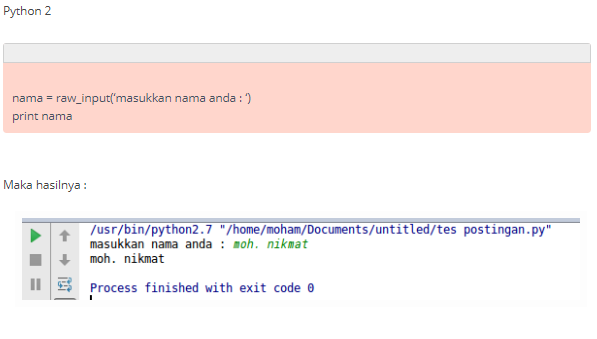 Python 2
nama = raw_input(‘masukkan nama anda : ‘)
print nama
Maka hasilnya :
/usr/bin/python2.7 "/home/moham/Documents/untitled/tes postingan.py"
masukkan nama anda : moh. nikmat
moh. nikmat
Process finished with exit code 0